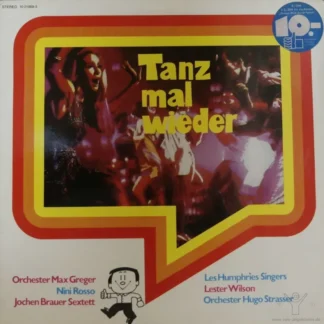 STEREO
19.-
Tanz
mal
wieder
Orchester Max Greger
Nini Rosso
Jochen Brauer Sextett
Les Humphries Singers
Lester Wilson
Orchester Hugo Strasser